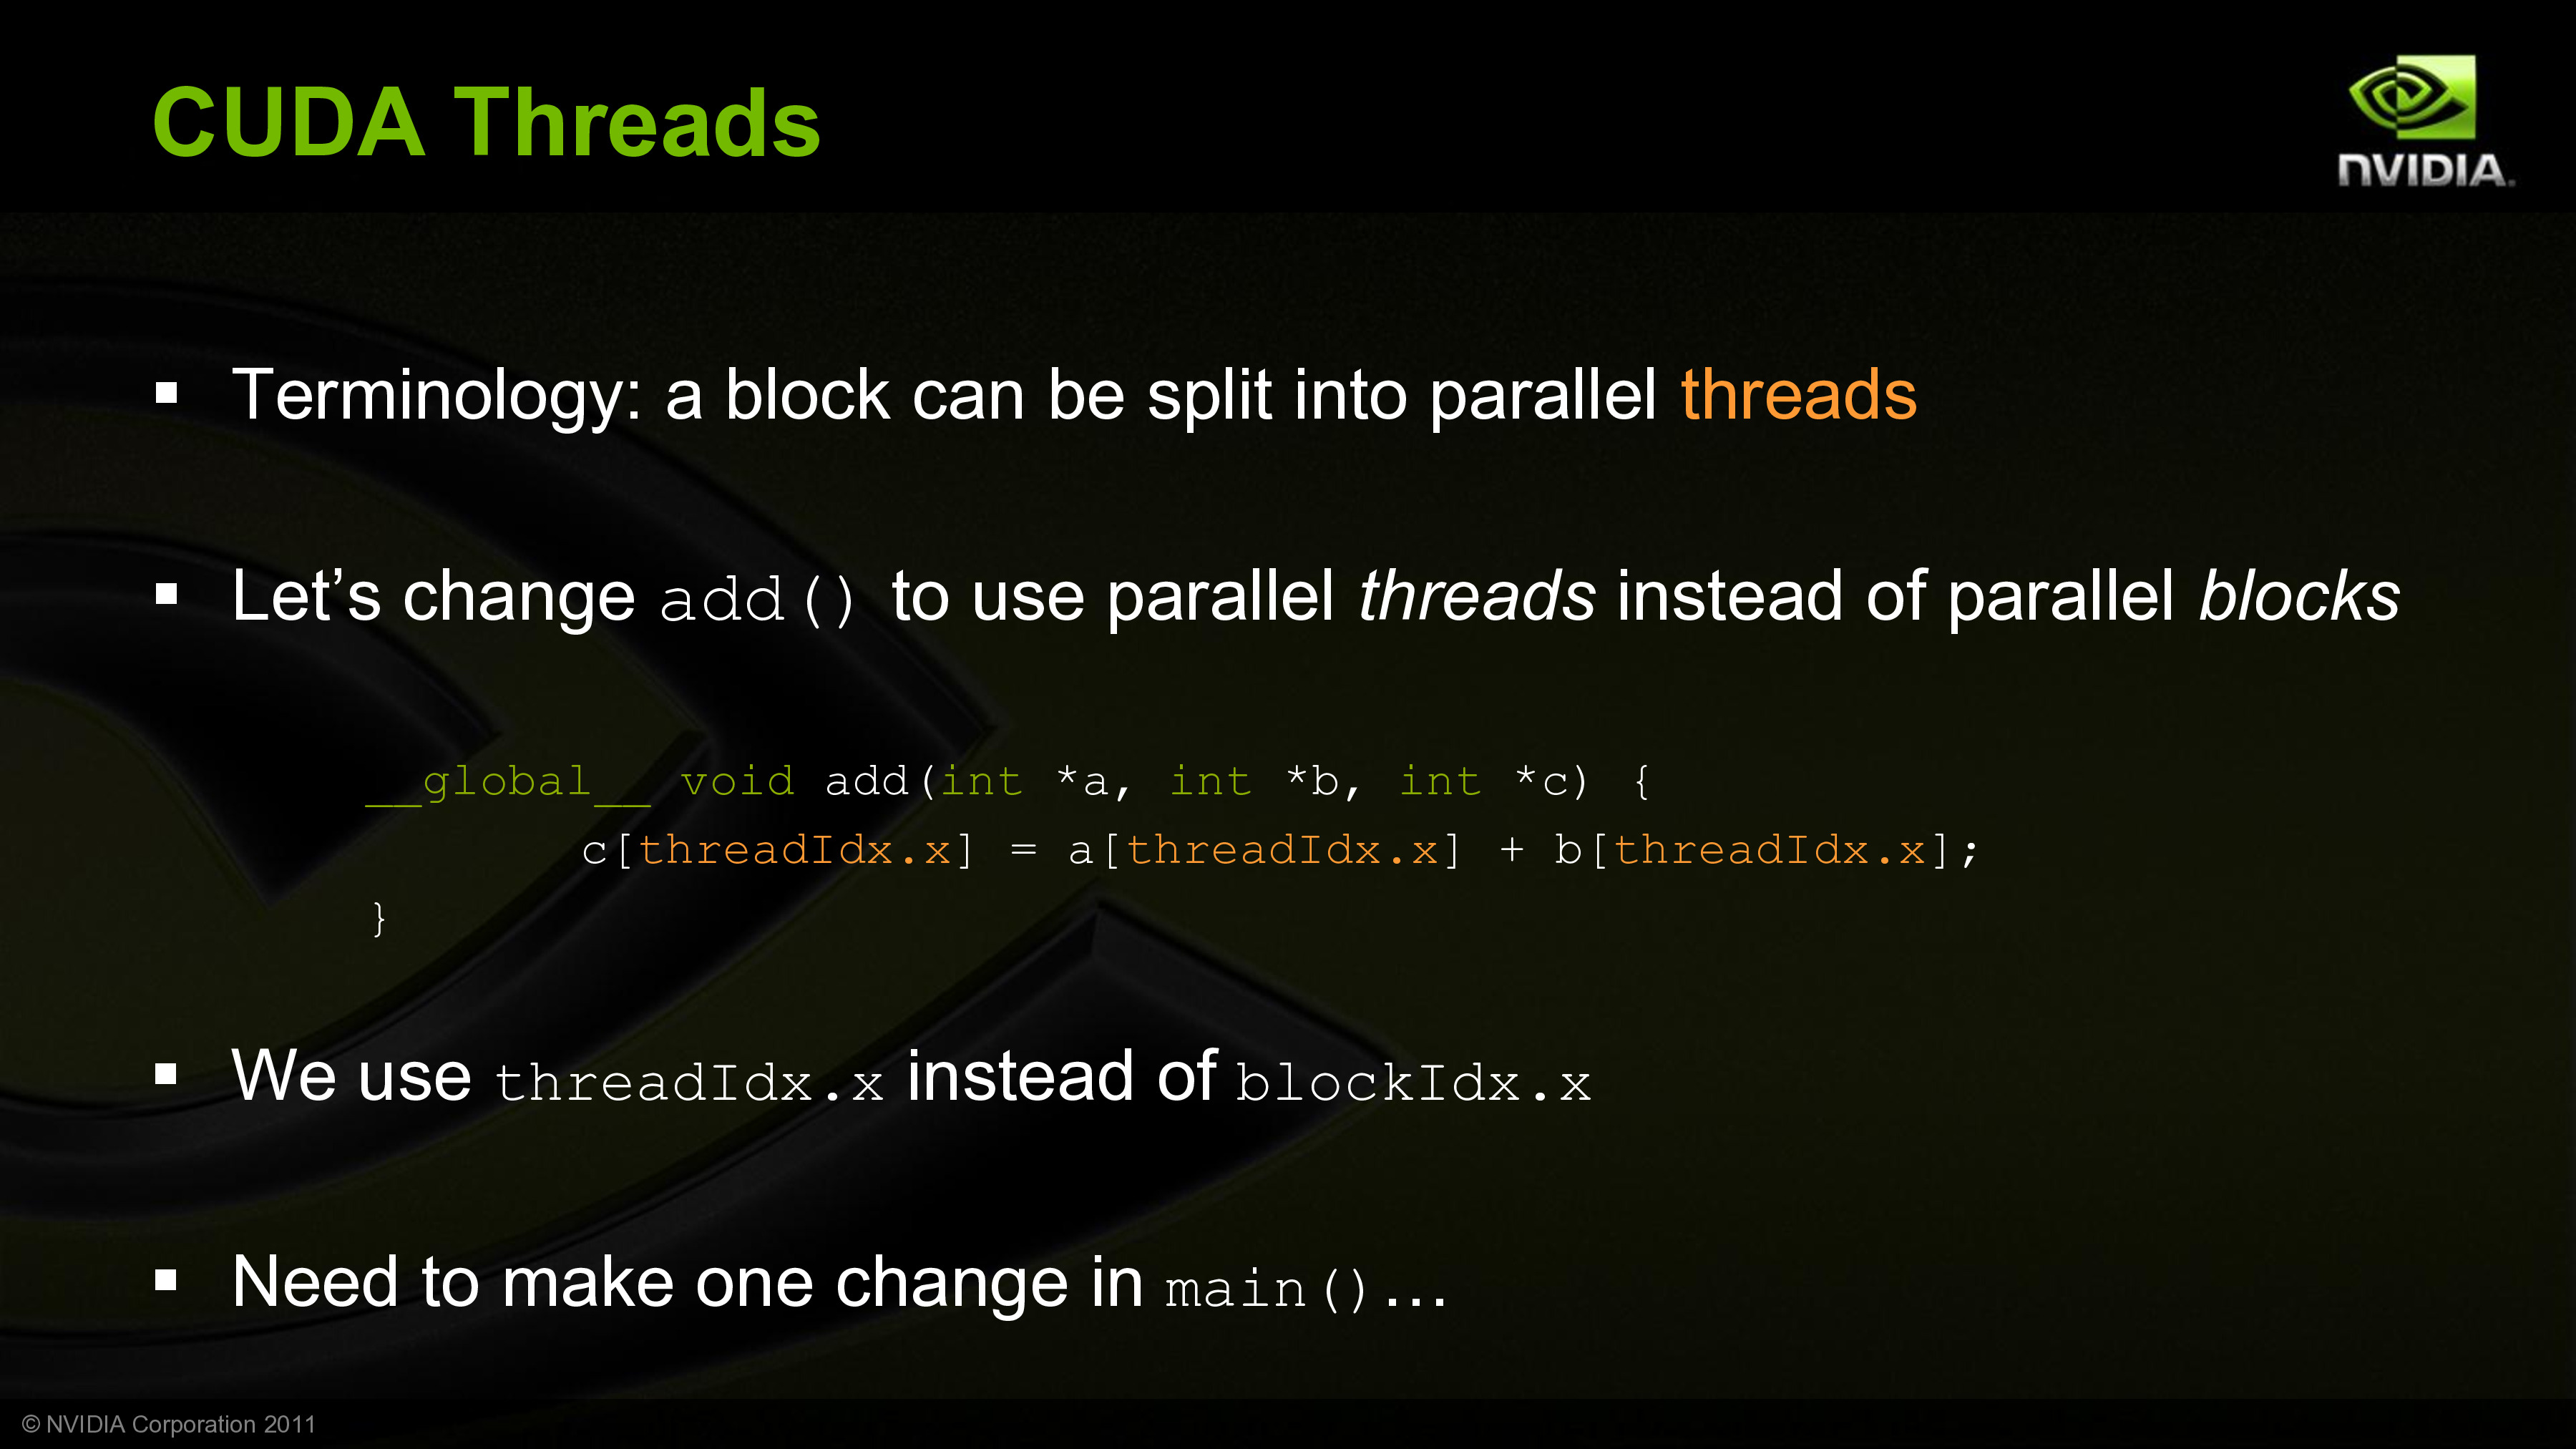 CUDA Threads
NVIDIA.
▪ Terminology: a block can be split into parallel threads
▪ Let’s change add() to use parallel threads instead of parallel blocks
__global__ void add(int *a, int *b, int *c) {
c[threadIdx.x] = a[threadIdx.x] + b[threadIdx.x];
}
▪ We use threadIdx.x instead of blockIdx.x
▪ Need to make one change in main()…
© NVIDIA Corporation 2011